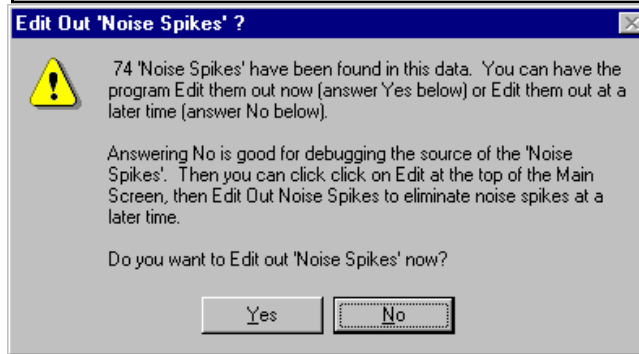 Edit Out 'Noise Spikes' ?
74 'Noise Spikes' have been found in this data. You can have the
program Edit them out now (answer Yes below) or Edit them out at a
later time (answer No below).
Answering No is good for debugging the source of the 'Noise
Spikes'. Then you can click click on Edit at the top of the Main
Screen, then Edit Out Noise Spikes to eliminate noise spikes at a
later time.
Do you want to Edit out 'Noise Spikes' now?
Yes
No